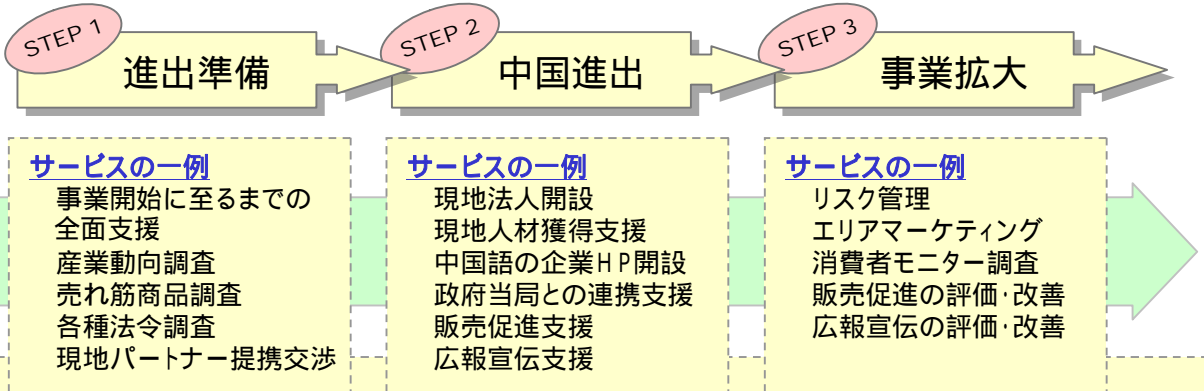 STEP 1
進出準備
サービスの一例
事業開始に至るまでの
全面支援
産業動向調査
売れ筋商品調査
各種法令調査
現地パートナー提携交渉
STEP 2
中国進出
サービスの一例
現地法人開設
現地人材獲得支援
中国語の企業HP開設
政府当局との連携支援
販売促進支援
広報宣伝支援
STEP 3
事業拡大
サービスの一例
リスク管理
エリアマーケティング
消費者モニター調査
販売促進の評価・改善
広報宣伝の評価・改善